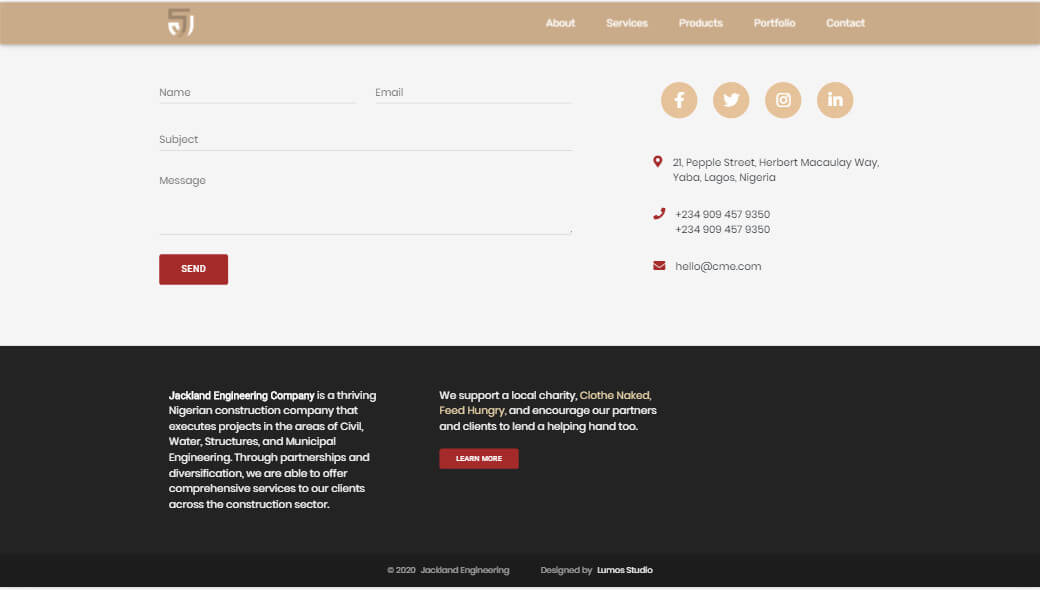 About Services Products Portfolio Contact
Name Email
Subject
Message
SEND
21, Pepple Street, Herbert Macaulay Way,
Yaba, Lagos, Nigeria
+234 909 457 9350
+234 909 457 9350
hello@cme.com
Jackland Engineering Company is a thriving
Nigerian construction company that
executes projects in the areas of Civil,
Water, Structures, and Municipal
Engineering. Through partnerships and
diversification, we are able to offer
comprehensive services to our clients
across the construction sector.
We support a local charity, Clothe Naked,
Feed Hungry, and encourage our partners
and clients to lend a helping hand too.
LEARN MORE
© 2020 Jackland Engineering Designed by Lumos Studio